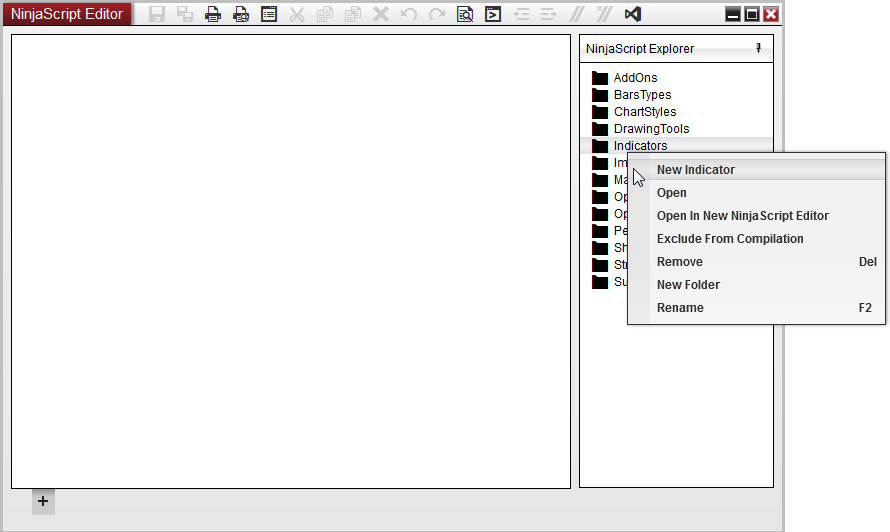 NinjaScript Editor
NinjaScript Explorer
AddOns
BarsTypes
ChartStyles
DrawingTools
Indicators
Im
Ma
Op
Op
Pe
Sh
Str
Su
New Indicator
Open
Open In New NinjaScript Editor
Exclude From Compilation
Remove Del
New Folder
Rename F2
+